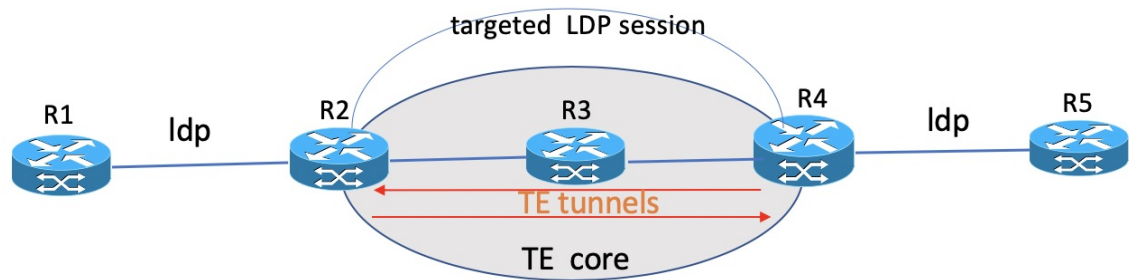 targeted LDP session
R1
ldp
R2
R3
R4
ldp
R5
TE tunnels
TE core